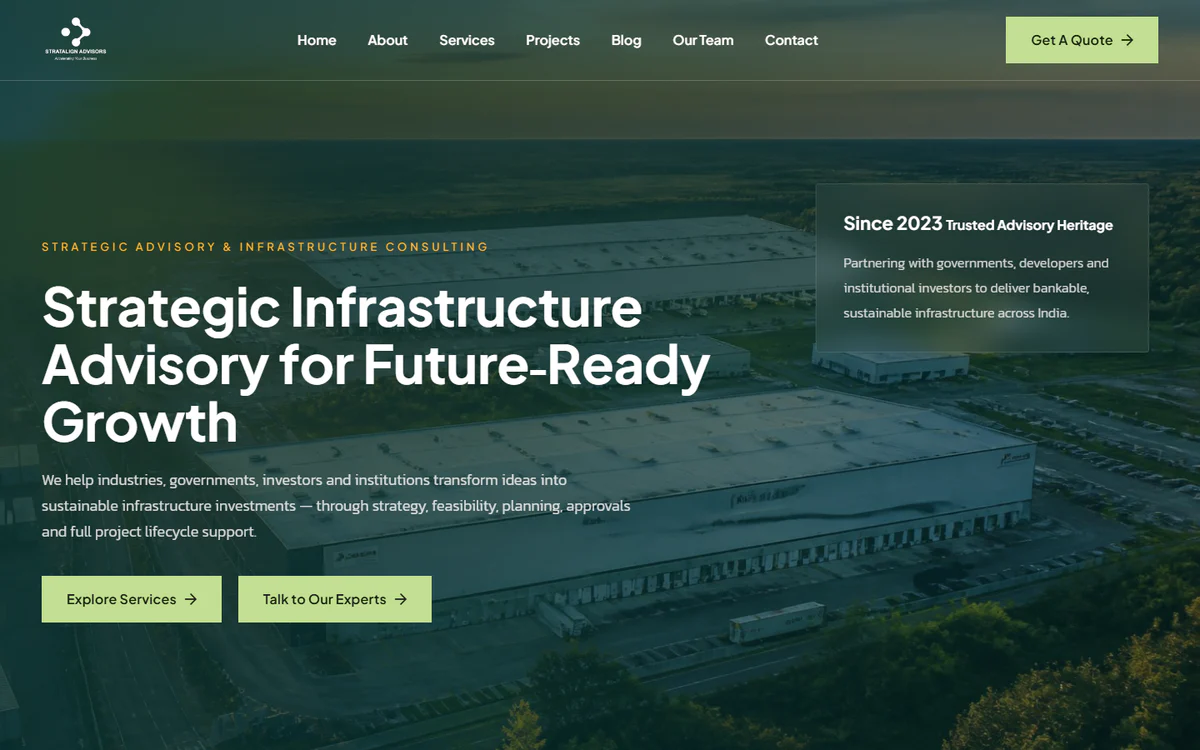 STRATALIGN ADVISORS
Accelerating Your Business
Home About Services Projects Blog Our Team Contact
Get A Quote →
STRATEGIC ADVISORY & INFRASTRUCTURE CONSULTING
Strategic Infrastructure
Advisory for Future-Ready
Growth
We help industries, governments, investors and institutions transform ideas into
sustainable infrastructure investments — through strategy, feasibility, planning, approvals
and full project lifecycle support.
Explore Services →
Talk to Our Experts →
Since 2023 Trusted Advisory Heritage
Partnering with governments, developers and
institutional investors to deliver bankable,
sustainable infrastructure across India.